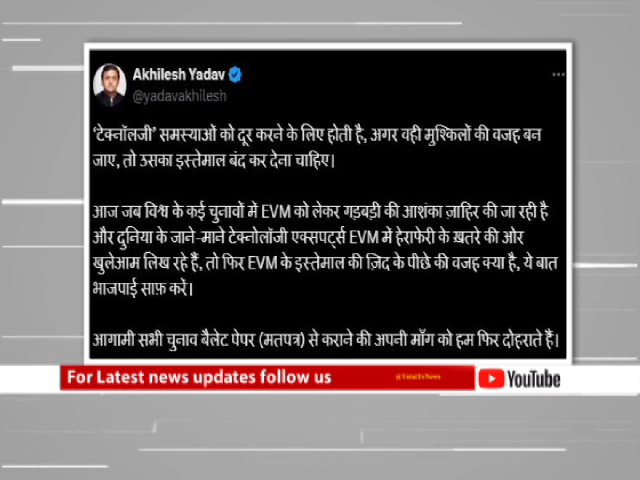 Akhilesh Yadav
@yadavakhilesh
‘टेक्नॉलजी’ समस्याओं को दूर करने के लिए होती है, अगर वही मुश्किलों की वजह बन
जाए, तो उसका इस्तेमाल बंद कर देना चाहिए।
आज जब विश्व के कई चुनावों में EVM को लेकर गड़बड़ी की आशंका ज़ाहिर की जा रही है
और दुनिया के जाने-माने टेक्नोलॉजी एक्सपर्ट्स EVM में हेराफेरी के ख़तरे की ओर
खुलेआम लिख रहे हैं, तो फिर EVM के इस्तेमाल की ज़िद के पीछे की वजह क्या है, ये बात
भाजपाई साफ़ करें।
आगामी सभी चुनाव बैलेट पेपर (मतपत्र) से कराने की अपनी माँग को हम फिर दोहराते हैं।
For Latest news updates follow us
YouTube